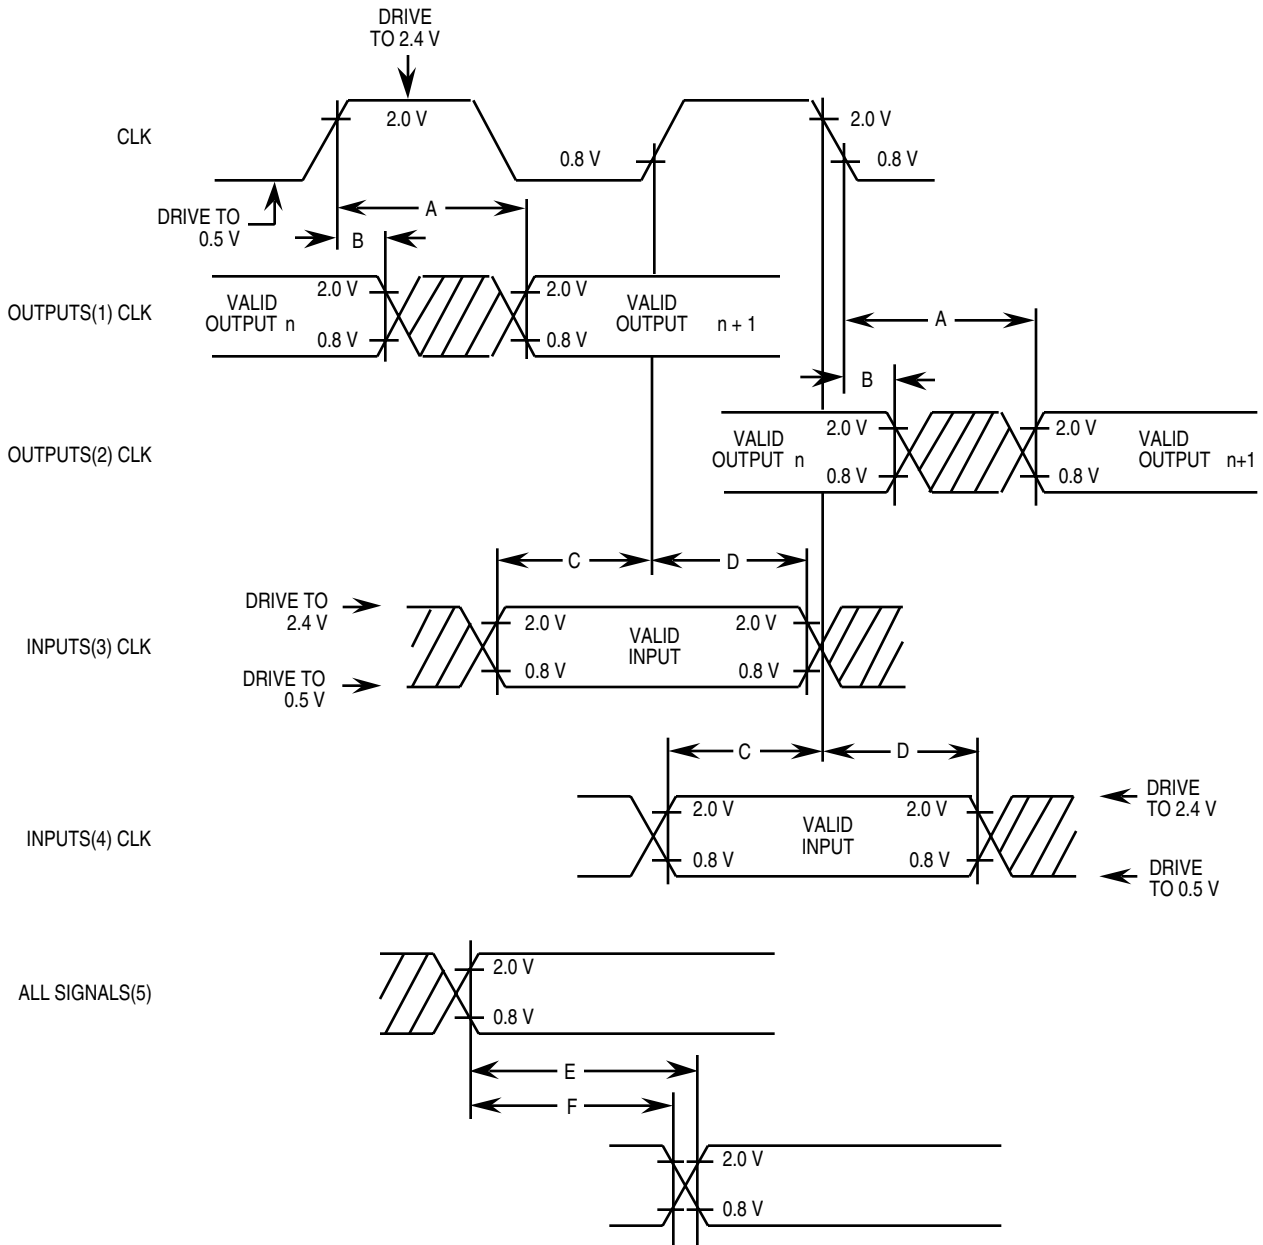 DRIVE
TO 2.4 V
CLK
2.0 V
2.0 V
0.8 V
0.8 V
DRIVE TO
0.5 V
A
B
OUTPUTS(1) CLK
VALID
OUTPUT n
2.0 V
0.8 V
2.0 V
0.8 V
VALID
OUTPUT n + 1
A
B
OUTPUTS(2) CLK
VALID
OUTPUT n
2.0 V
0.8 V
2.0 V
0.8 V
VALID
OUTPUT n+1
C
D
DRIVE TO
2.4 V
INPUTS(3) CLK
DRIVE TO
0.5 V
2.0 V
0.8 V
VALID
INPUT
2.0 V
0.8 V
C
D
INPUTS(4) CLK
2.0 V
0.8 V
VALID
INPUT
2.0 V
0.8 V
DRIVE
TO 2.4 V
DRIVE
TO 0.5 V
ALL SIGNALS(5)
2.0 V
0.8 V
E
F
2.0 V
0.8 V